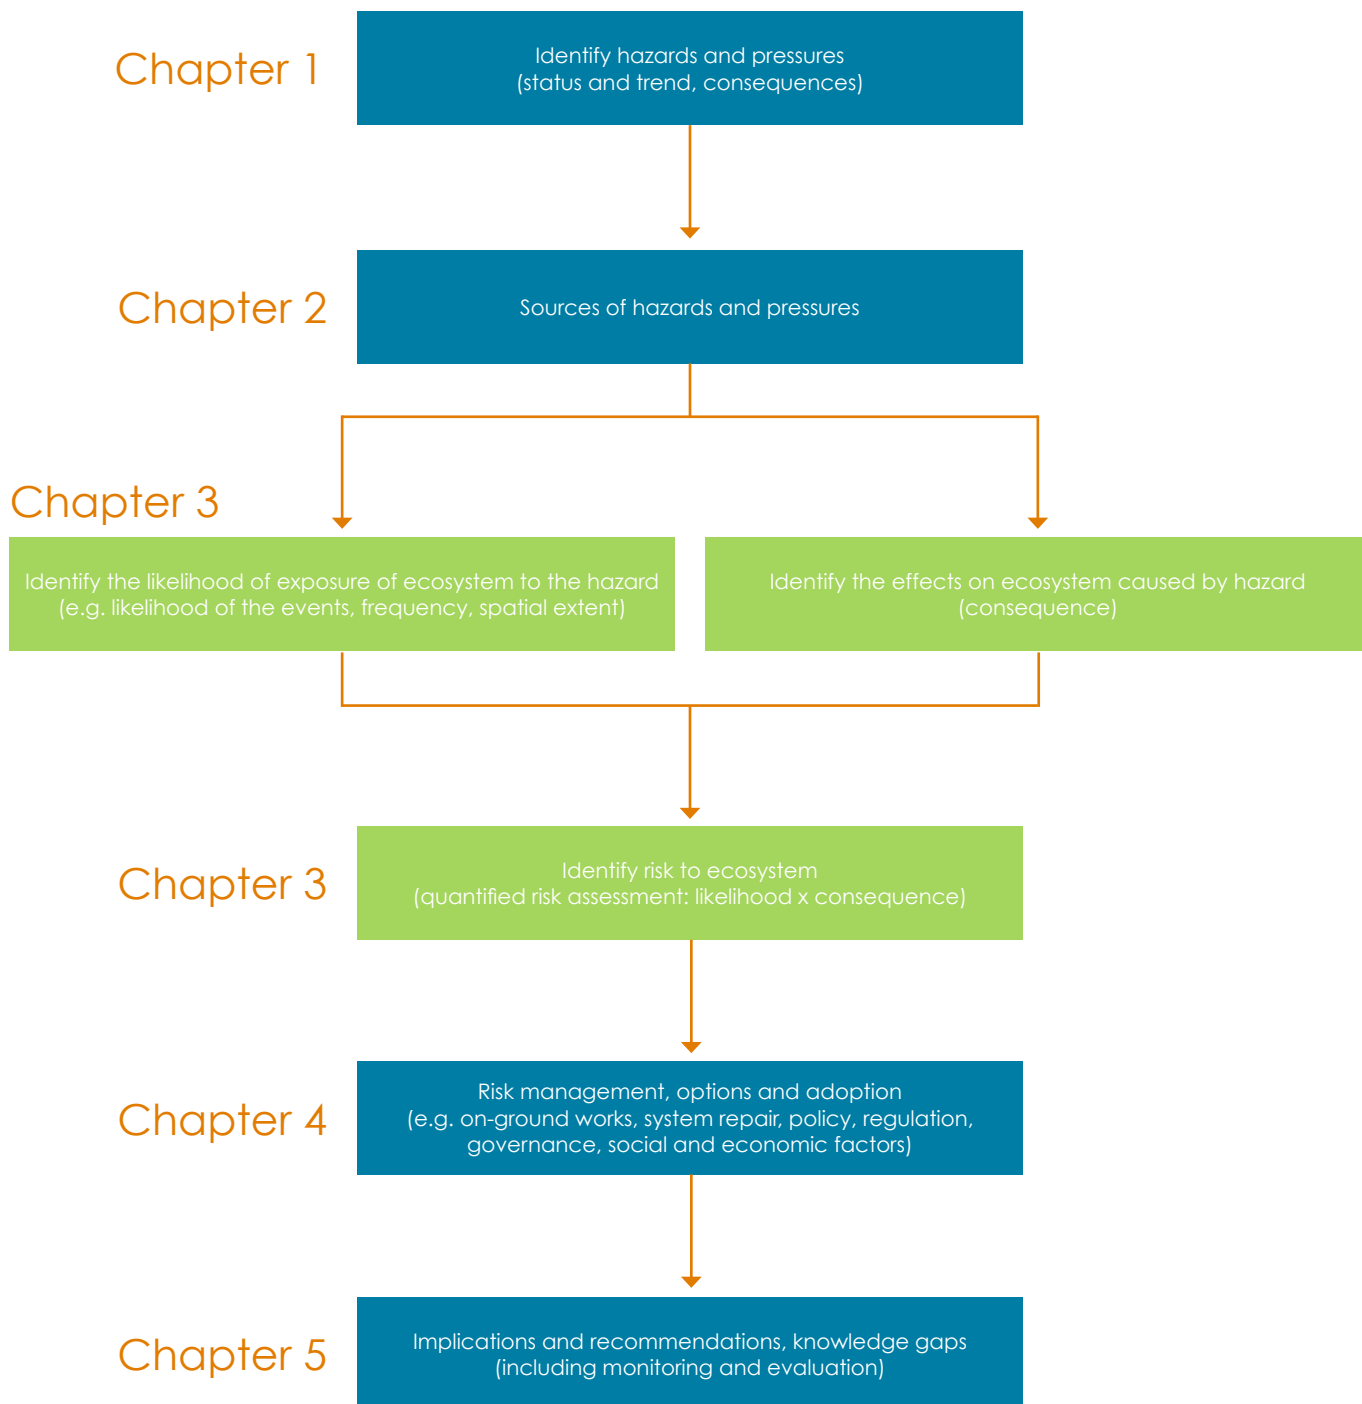 Chapter 1
Identify hazards and pressures
(status and trend, consequences)
Chapter 2
Sources of hazards and pressures
Chapter 3
Identify the likelihood of exposure of ecosystem to the hazard
(e.g. likelihood of the events, frequency, spatial extent)
Identify the effects on ecosystem caused by hazard
(consequence)
Chapter 3
Identify risk to ecosystem
(quantified risk assessment: likelihood x consequence)
Chapter 4
Risk management, options and adoption
(e.g. on-ground works, system repair, policy, regulation,
governance, social and economic factors)
Chapter 5
Implications and recommendations, knowledge gaps
(including monitoring and evaluation)